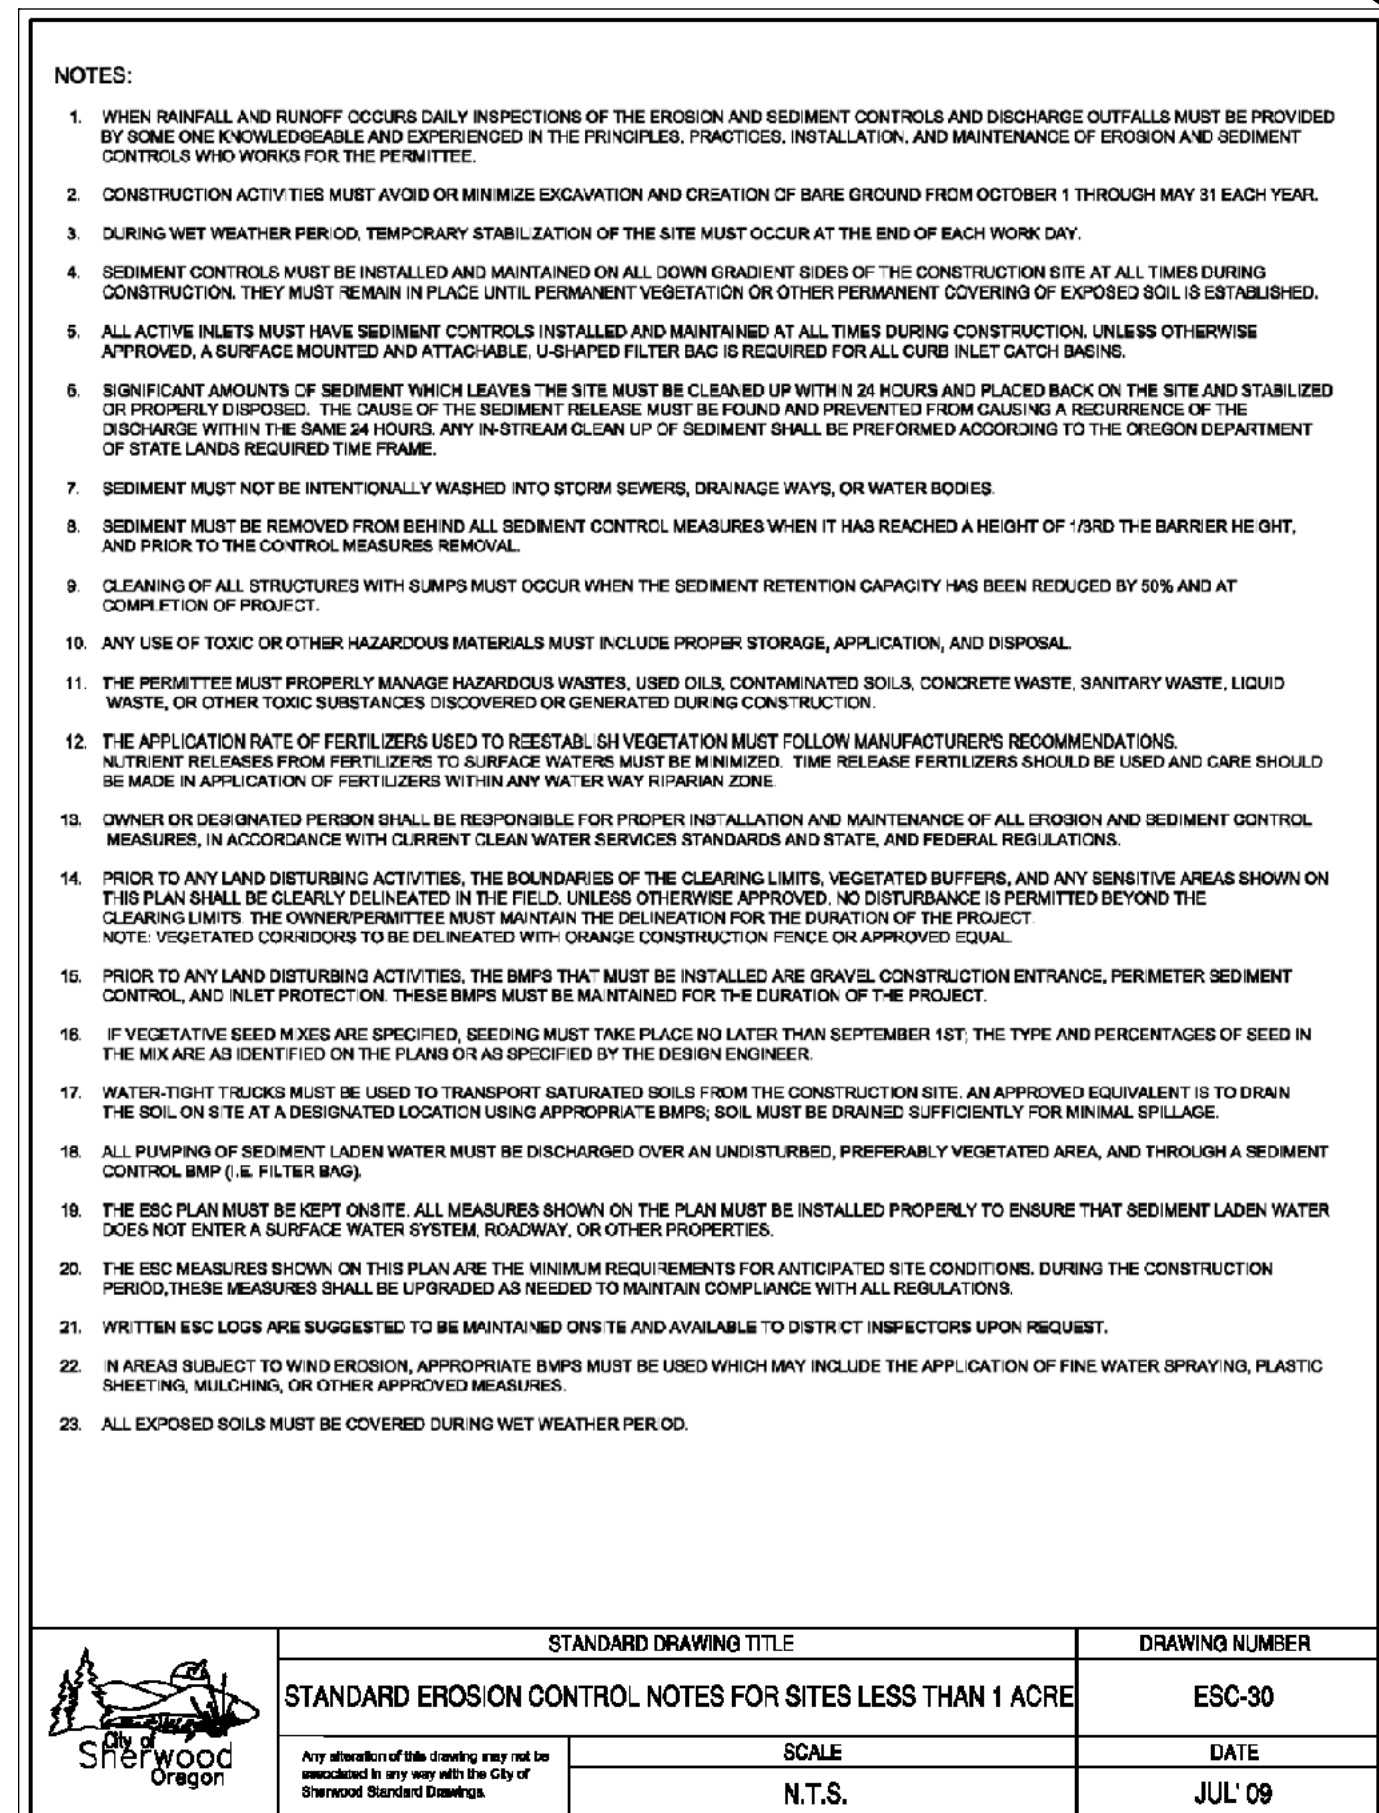 NOTES:
1. WHEN RAINFALL AND RUNOFF OCCURS DAILY INSPECTIONS OF THE EROSION AND SEDIMENT CONTROLS AND DISCHARGE OUTFALLS MUST BE PROVIDED
BY SOME ONE KNOWLEDGEABLE AND EXPERIENCED IN THE PRINCIPLES, PRACTICES, INSTALLATION, AND MAINTENANCE OF EROSION AND SEDIMENT
CONTROLS WHO WORKS FOR THE PERMITTEE.
2. CONSTRUCTION ACTIVITIES MUST AVOID OR MINIMIZE EXCAVATION AND CREATION OF BARE GROUND FROM OCTOBER 1 THROUGH MAY 31 EACH YEAR.
3. DURING WET WEATHER PERIOD, TEMPORARY STABILIZATION OF THE SITE MUST OCCUR AT THE END OF EACH WORK DAY.
4. SEDIMENT CONTROLS MUST BE INSTALLED AND MAINTAINED ON ALL DOWN GRADIENT SIDES OF THE CONSTRUCTION SITE AT ALL TIMES DURING
CONSTRUCTION. THEY MUST REMAIN IN PLACE UNTIL PERMANENT VEGETATION OR OTHER PERMANENT COVERING OF EXPOSED SOIL IS ESTABLISHED.
5. ALL ACTIVE INLETS MUST HAVE SEDIMENT CONTROLS INSTALLED AND MAINTAINED AT ALL TIMES DURING CONSTRUCTION. UNLESS OTHERWISE
APPROVED, A SURFACE MOUNTED AND ATTACHABLE, U-SHAPED FILTER BAG IS REQUIRED FOR ALL CURB INLET CATCH BASINS.
6. SIGNIFICANT AMOUNTS OF SEDIMENT WHICH LEAVES THE SITE MUST BE CLEANED UP WITHIN 24 HOURS AND PLACED BACK ON THE SITE AND STABILIZED
OR PROPERLY DISPOSED. THE CAUSE OF THE SEDIMENT RELEASE MUST BE FOUND AND PREVENTED FROM CAUSING A RECURRENCE OF THE
DISCHARGE WITHIN THE SAME 24 HOURS. ANY IN-STREAM CLEAN UP OF SEDIMENT SHALL BE PREFORMED ACCORDING TO THE OREGON DEPARTMENT
OF STATE LANDS REQUIRED TIME FRAME.
7. SEDIMENT MUST NOT BE INTENTIONALLY WASHED INTO STORM SEWERS, DRAINAGE WAYS, OR WATER BODIES.
8. SEDIMENT MUST BE REMOVED FROM BEHIND ALL SEDIMENT CONTROL MEASURES WHEN IT HAS REACHED A HEIGHT OF 1/3RD THE BARRIER HEIGHT,
AND PRIOR TO THE CONTROL MEASURES REMOVAL.
9. CLEANING OF ALL STRUCTURES WITH SUMPS MUST OCCUR WHEN THE SEDIMENT RETENTION CAPACITY HAS BEEN REDUCED BY 50% AND AT
COMPLETION OF PROJECT.
10. ANY USE OF TOXIC OR OTHER HAZARDOUS MATERIALS MUST INCLUDE PROPER STORAGE, APPLICATION, AND DISPOSAL.
11. THE PERMITTEE MUST PROPERLY MANAGE HAZARDOUS WASTES, USED OILS, CONTAMINATED SOILS, CONCRETE WASTE, SANITARY WASTE, LIQUID
WASTE, OR OTHER TOXIC SUBSTANCES DISCOVERED OR GENERATED DURING CONSTRUCTION.
12. THE APPLICATION RATE OF FERTILIZERS USED TO REESTABLISH VEGETATION MUST FOLLOW MANUFACTURER'S RECOMMENDATIONS.
NUTRIENT RELEASES FROM FERTILIZERS TO SURFACE WATERS MUST BE MINIMIZED. TIME RELEASE FERTILIZERS SHOULD BE USED AND CARE SHOULD
BE MADE IN APPLICATION OF FERTILIZERS WITHIN ANY WATER WAY RIPARIAN ZONE.
13. OWNER OR DESIGNATED PERSON SHALL BE RESPONSIBLE FOR PROPER INSTALLATION AND MAINTENANCE OF ALL EROSION AND SEDIMENT CONTROL
MEASURES, IN ACCORDANCE WITH CURRENT CLEAN WATER SERVICES STANDARDS AND STATE, AND FEDERAL REGULATIONS.
14. PRIOR TO ANY LAND DISTURBING ACTIVITIES, THE BOUNDARIES OF THE CLEARING LIMITS, VEGETATED BUFFERS, AND ANY SENSITIVE AREAS SHOWN ON
THIS PLAN SHALL BE CLEARLY DELINEATED IN THE FIELD. UNLESS OTHERWISE APPROVED, NO DISTURBANCE IS PERMITTED BEYOND THE
CLEARING LIMITS. THE OWNER/PERMITTEE MUST MAINTAIN THE DELINEATION FOR THE DURATION OF THE PROJECT.
NOTE: VEGETATED CORRIDORS TO BE DELINEATED WITH ORANGE CONSTRUCTION FENCE OR APPROVED EQUAL.
15. PRIOR TO ANY LAND DISTURBING ACTIVITIES, THE BMPS THAT MUST BE INSTALLED ARE GRAVEL CONSTRUCTION ENTRANCE, PERIMETER SEDIMENT
CONTROL, AND INLET PROTECTION. THESE BMPS MUST BE MAINTAINED FOR THE DURATION OF THE PROJECT.
16. IF VEGETATIVE SEED MIXES ARE SPECIFIED, SEEDING MUST TAKE PLACE NO LATER THAN SEPTEMBER 1ST; THE TYPE AND PERCENTAGES OF SEED IN
THE MIX ARE AS IDENTIFIED ON THE PLANS OR AS SPECIFIED BY THE DESIGN ENGINEER.
17. WATER-TIGHT TRUCKS MUST BE USED TO TRANSPORT SATURATED SOILS FROM THE CONSTRUCTION SITE. AN APPROVED EQUIVALENT IS TO DRAIN
THE SOIL ON SITE AT A DESIGNATED LOCATION USING APPROPRIATE BMPS; SOIL MUST BE DRAINED SUFFICIENTLY FOR MINIMAL SPILLAGE.
18. ALL PUMPING OF SEDIMENT LADEN WATER MUST BE DISCHARGED OVER AN UNDISTURBED, PREFERABLY VEGETATED AREA, AND THROUGH A SEDIMENT
CONTROL BMP (I.E. FILTER BAG).
19. THE ESC PLAN MUST BE KEPT ONSITE. ALL MEASURES SHOWN ON THE PLAN MUST BE INSTALLED PROPERLY TO ENSURE THAT SEDIMENT LADEN WATER
DOES NOT ENTER A SURFACE WATER SYSTEM, ROADWAY, OR OTHER PROPERTIES.
20. THE ESC MEASURES SHOWN ON THIS PLAN ARE THE MINIMUM REQUIREMENTS FOR ANTICIPATED SITE CONDITIONS. DURING THE CONSTRUCTION
PERIOD,THESE MEASURES SHALL BE UPGRADED AS NEEDED TO MAINTAIN COMPLIANCE WITH ALL REGULATIONS.
21. WRITTEN ESC LOGS ARE SUGGESTED TO BE MAINTAINED ONSITE AND AVAILABLE TO DISTRICT INSPECTORS UPON REQUEST.
22. IN AREAS SUBJECT TO WIND EROSION, APPROPRIATE BMPS MUST BE USED WHICH MAY INCLUDE THE APPLICATION OF FINE WATER SPRAYING, PLASTIC
SHEETING, MULCHING, OR OTHER APPROVED MEASURES.
23. ALL EXPOSED SOILS MUST BE COVERED DURING WET WEATHER PERIOD.
City of
Sherwood
Oregon
STANDARD DRAWING TITLE
STANDARD EROSION CONTROL NOTES FOR SITES LESS THAN 1 ACRE
DRAWING NUMBER
ESC-30
Any alteration of this drawing may not be
associated in any way with the City of
Sherwood Standard Drawings.
SCALE
N.T.S.
DATE
JUL' 09